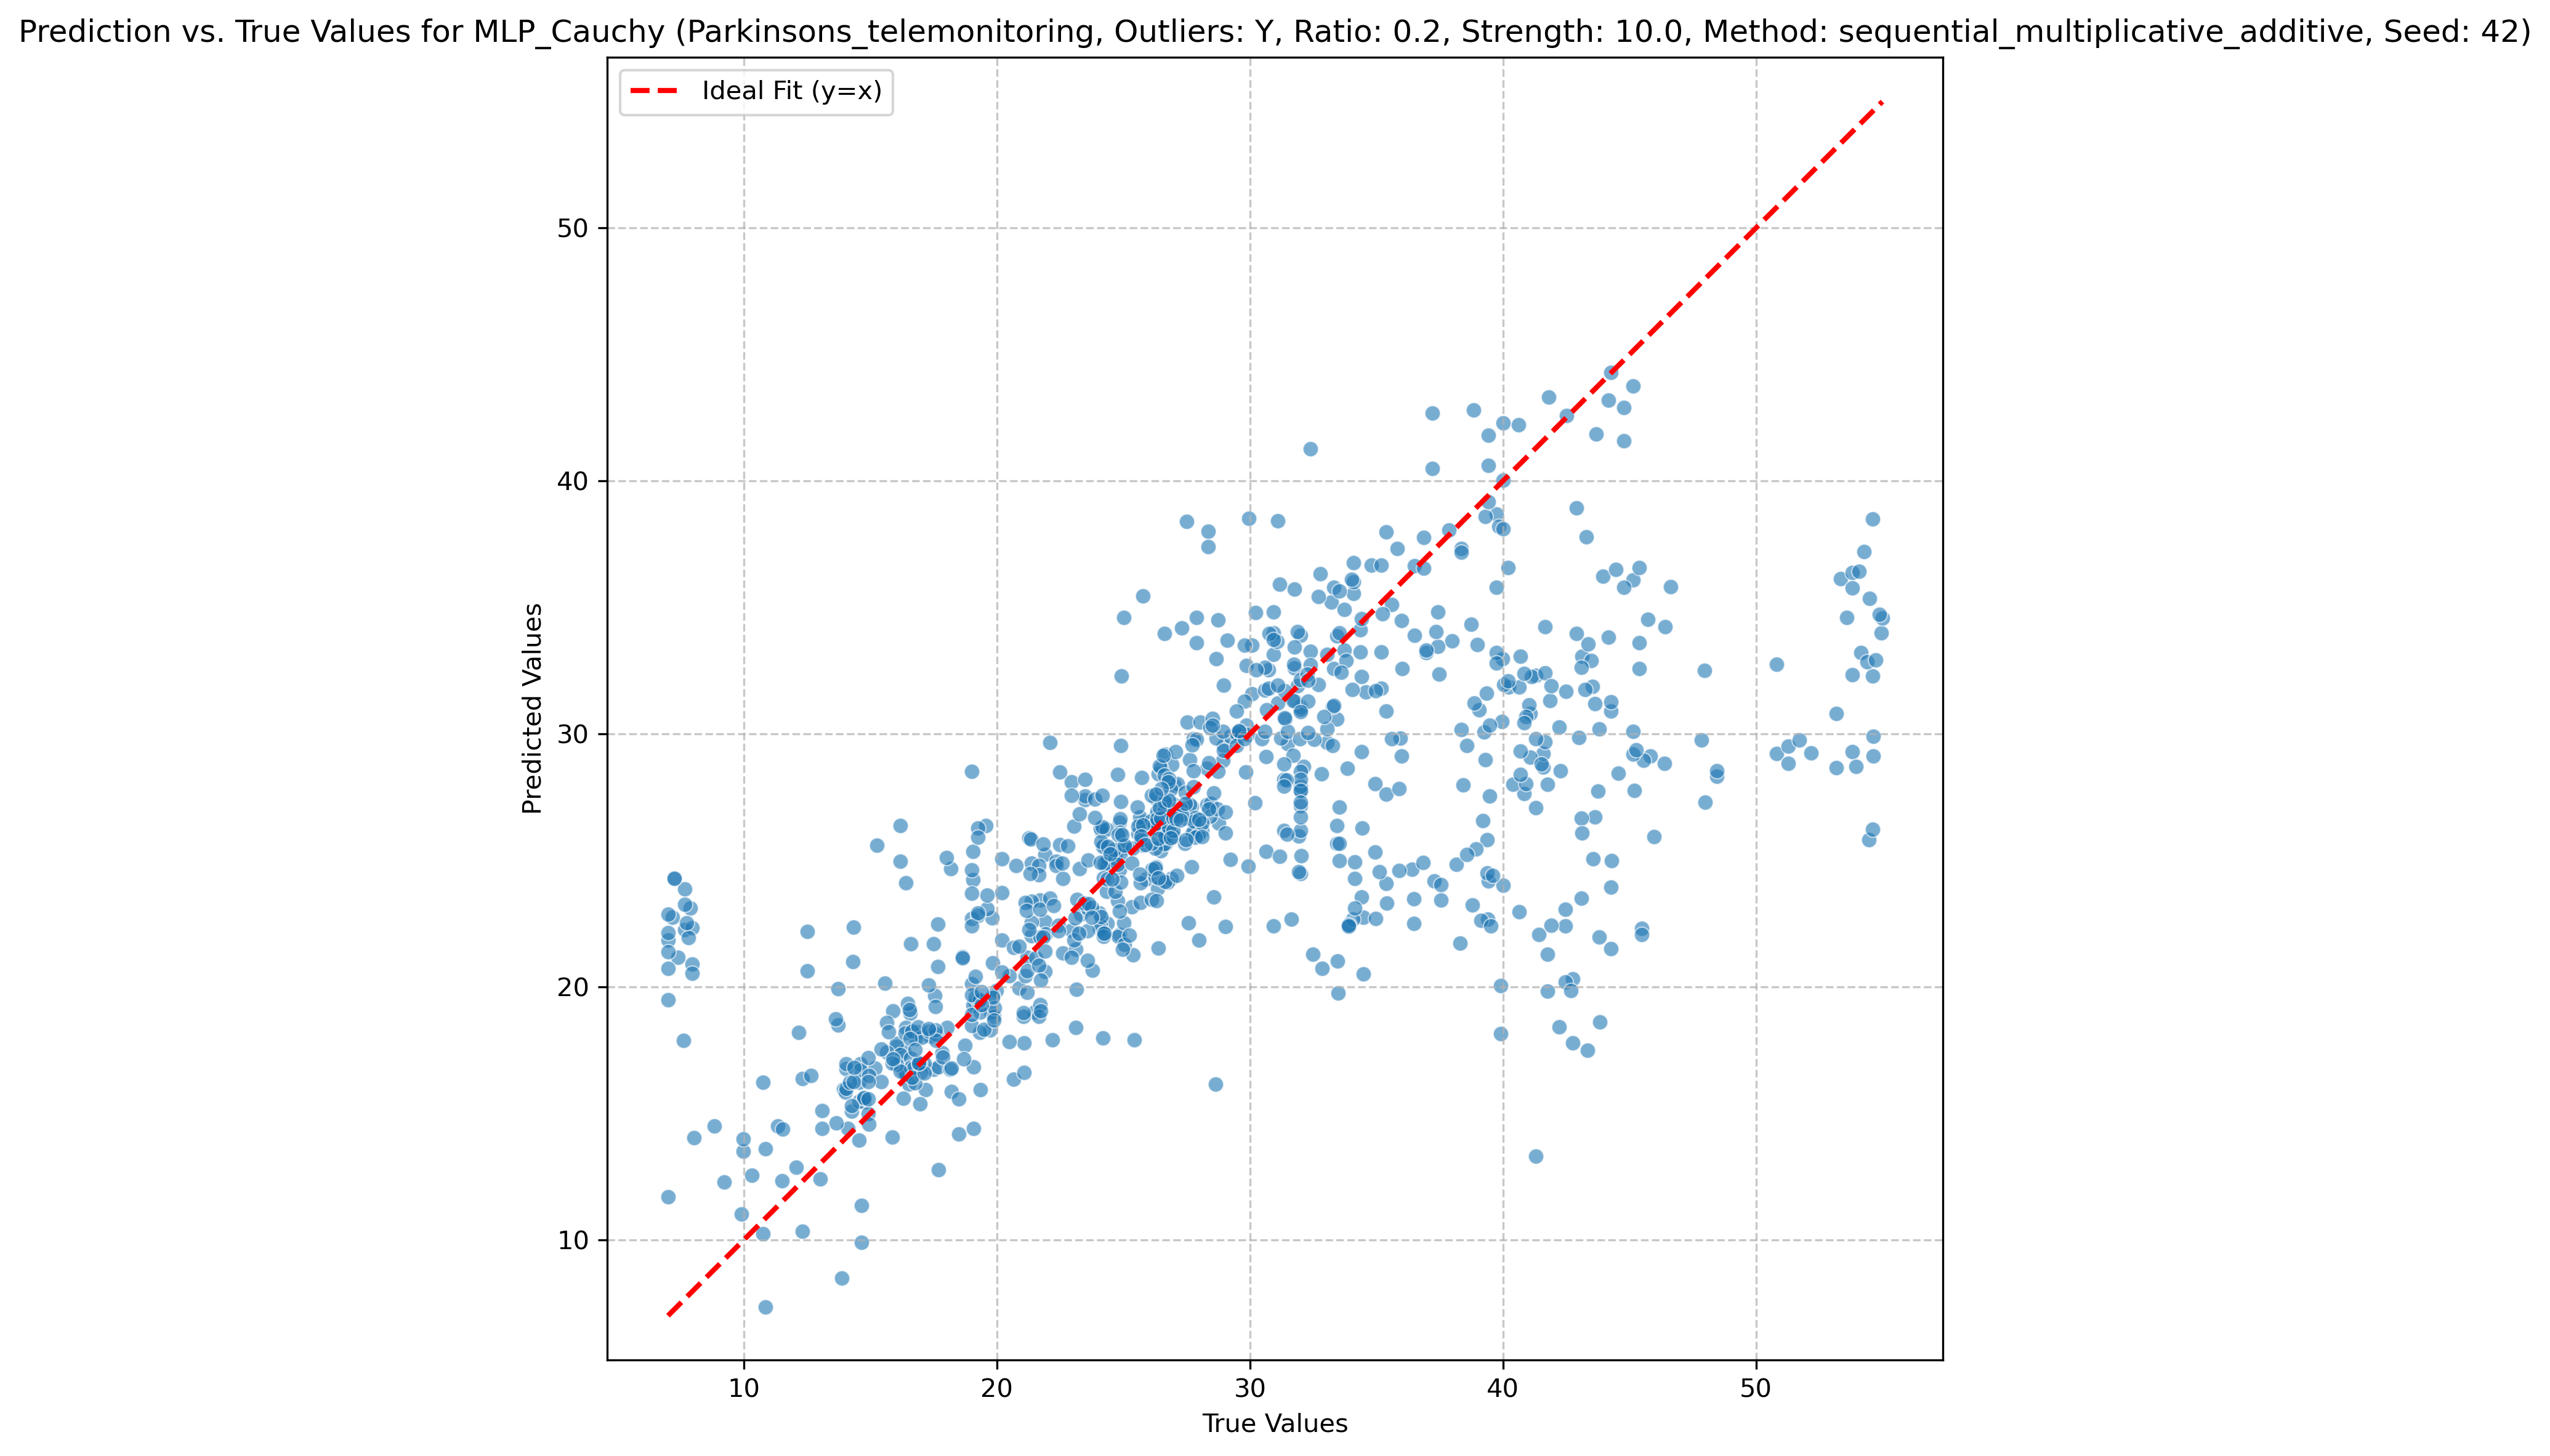 Prediction vs. True Values for MLP_Cauchy (Parkinsons_telemonitoring, Outliers: Y, Ratio: 0.2, Strength: 10.0, Method: sequential_multiplicative_additive, Seed: 42)
Ideal Fit (y=x)
50
40
30
20
10
Predicted Values
10 20 30 40 50
True Values